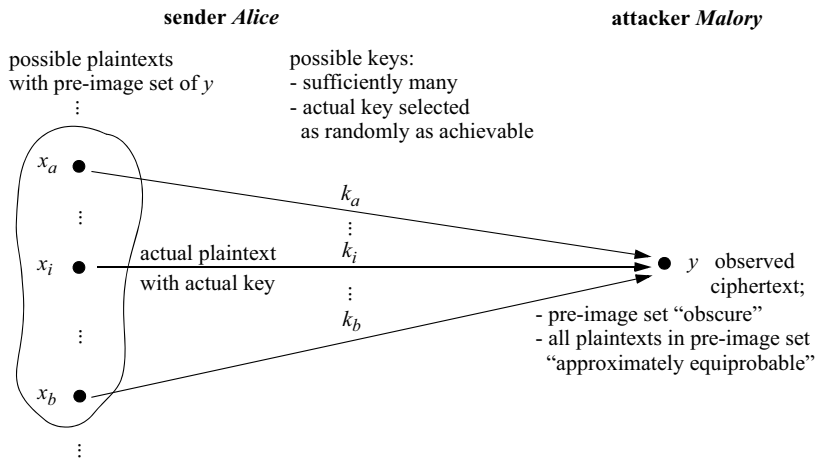 sender Alice
attacker Malory
possible plaintexts
with pre-image set of y
possible keys:
- sufficiently many
- actual key selected
as randomly as achievable
⋮
x_a
k_a
⋮
⋮
x_i
actual plaintext
with actual key
k_i
⋮
y observed
ciphertext;
- pre-image set “obscure”
- all plaintexts in pre-image set
“approximately equiprobable”
⋮
k_b
x_b
⋮